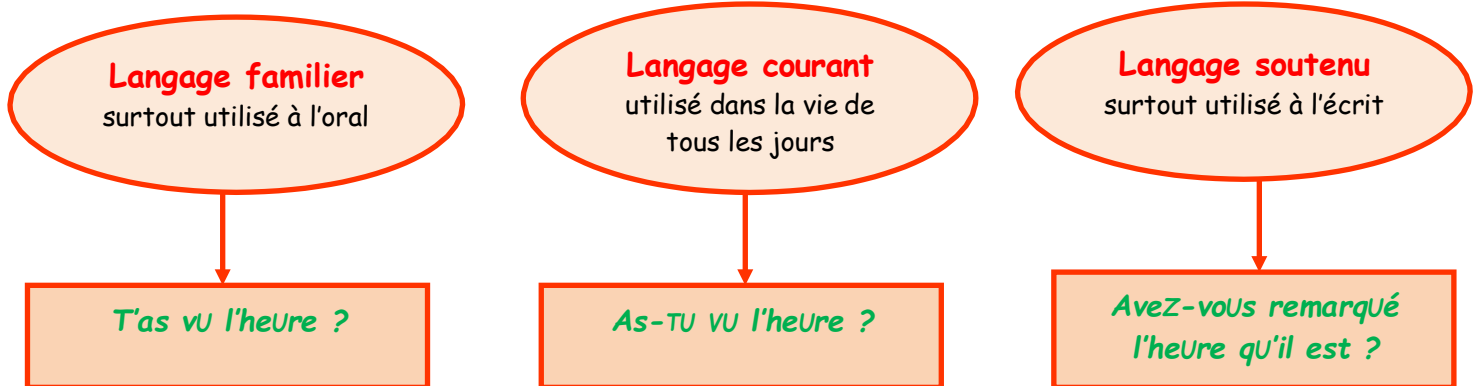 Langage familier
surtout utilisé à l'oral
Langage courant
utilisé dans la vie de
tous les jours
Langage soutenu
surtout utilisé à l'écrit
T'as vu l'heure ?
As-TU VU l'heure ?
Avez-vous remarqué
l'heure qu'il est ?